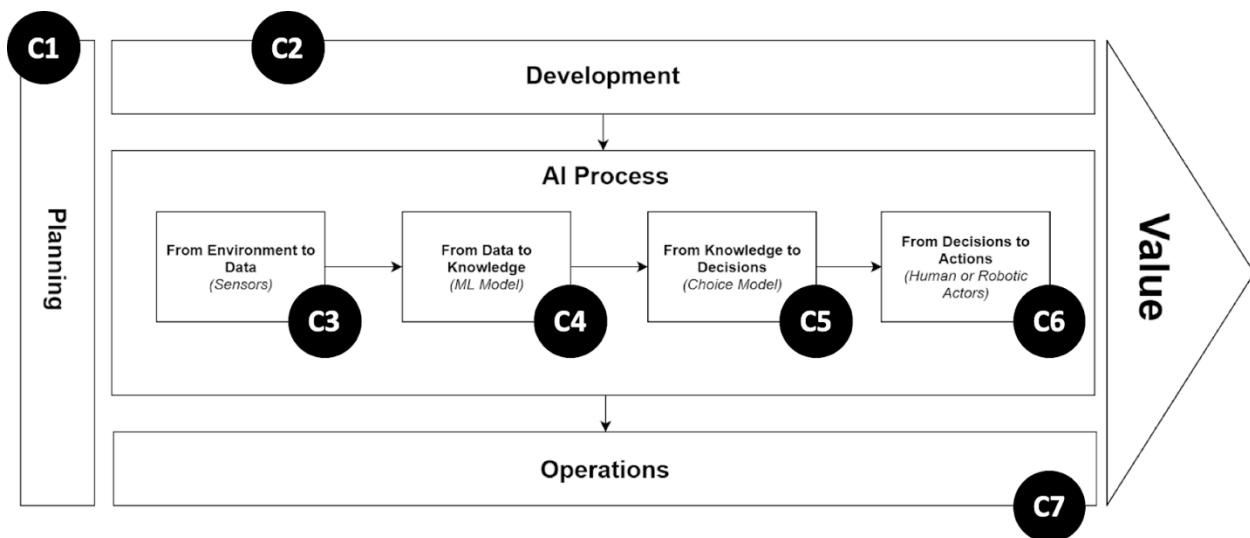 C1
C2
Development
Planning
AI Process
From Environment to
Data
(Sensors)
C3
From Data to
Knowledge
(ML Model)
C4
From Knowledge to
Decisions
(Choice Model)
C5
From Decisions to
Actions
(Human or Robotic
Actors)
C6
Value
Operations
C7